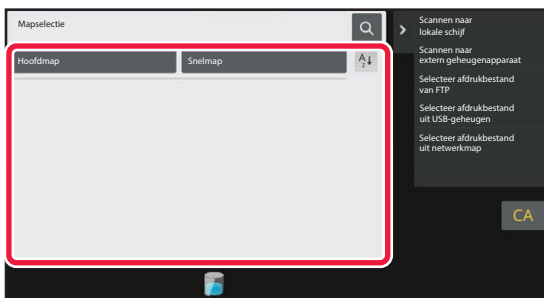 Mapselectie
Hoofdmap
Snelmap
Scannen naar
lokale schijf
Scannen naar
extern geheugenapparaat
Selecteer afdrukbestand
van FTP
Selecteer afdrukbestand
uit USB-geheugen
Selecteer afdrukbestand
uit netwerkmap
CA